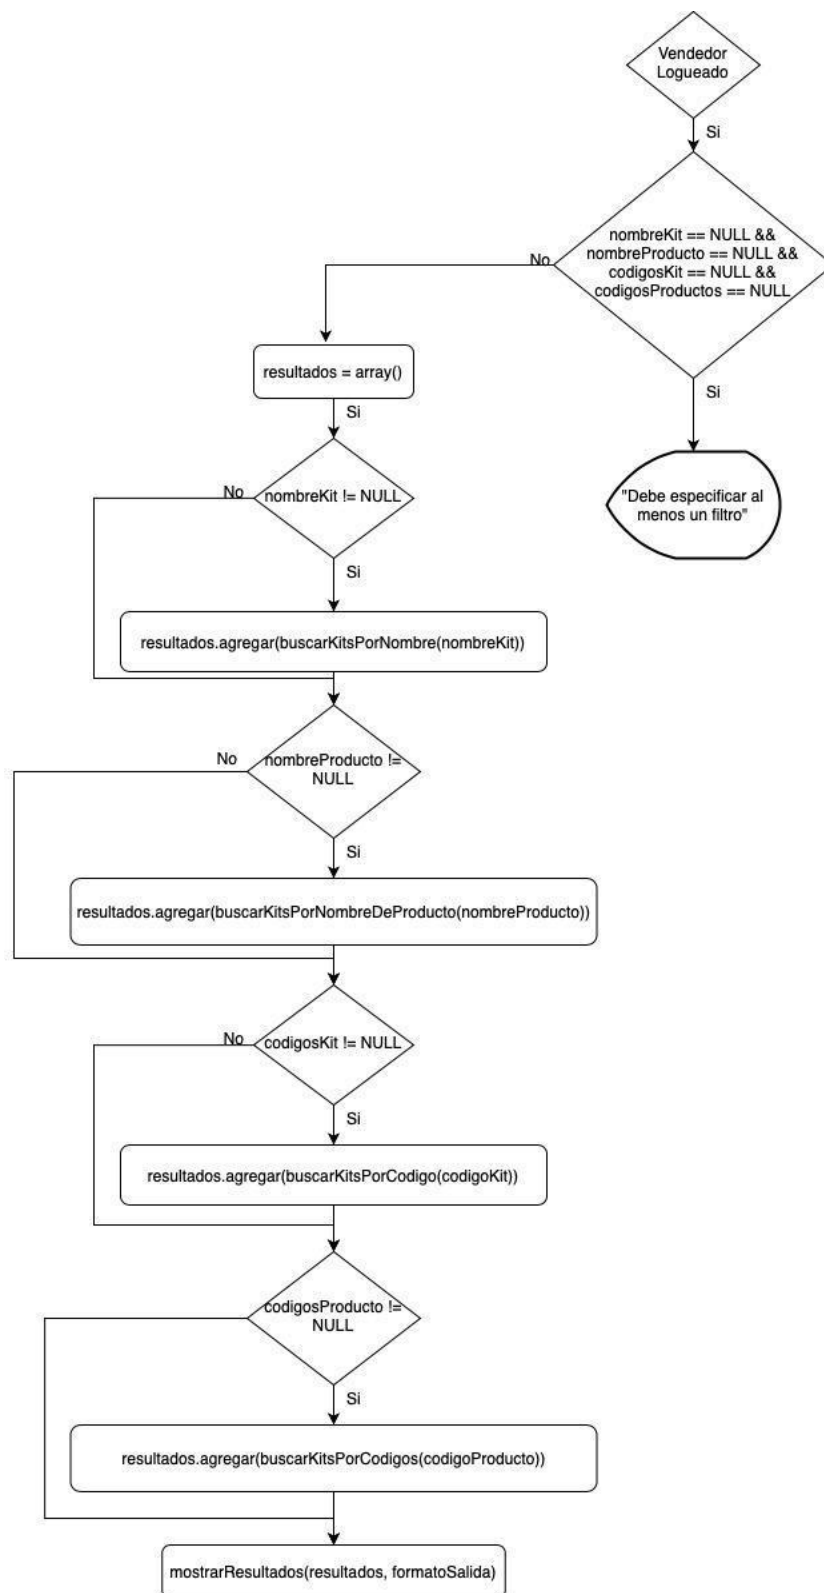 Vendedor
Logueado
Si
nombreKit == NULL &&
nombreProducto == NULL &&
codigosKit == NULL &&
codigosProductos == NULL
No
Si
resultados = array()
Si
"Debe especificar al
menos un filtro"
nombreKit != NULL
No
Si
resultados.agregar(buscarKitsPorNombre(nombreKit))
nombreProducto !=
NULL
No
Si
resultados.agregar(buscarKitsPorNombreDeProducto(nombreProducto))
codigosKit != NULL
No
Si
resultados.agregar(buscarKitsPorCodigo(codigoKit))
codigosProducto !=
NULL
Si
resultados.agregar(buscarKitsPorCodigos(codigoProducto))
mostrarResultados(resultados, formatoSalida)